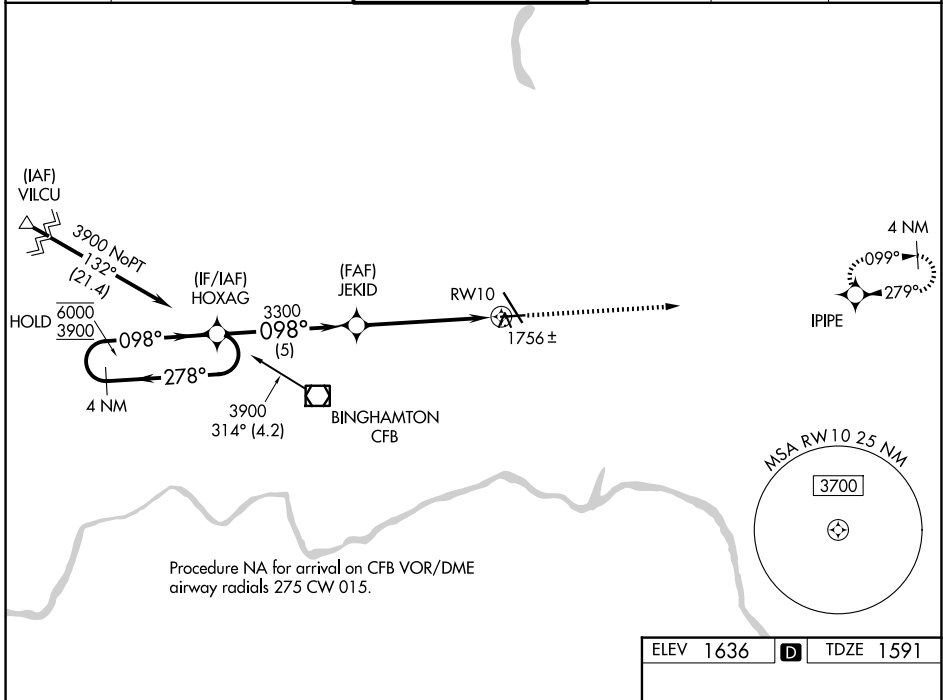 (IAF)
VILCU
3900 NoPT
132°
(21.4)
HOLD
6000
3900
098°
278°
4 NM
(IF/IAF)
HOXAG
3300
098°
(5)
(FAF)
JEKID
RW10
1756 ±
4 NM
099°
279°
IPIPE
3900
314° (4.2)
BINGHAMTON
CFB
MSA RW10 25 NM
3700
Procedure NA for arrival on CFB VOR/DME
airway radials 275 CW 015.
ELEV 1636 D TDZE 1591